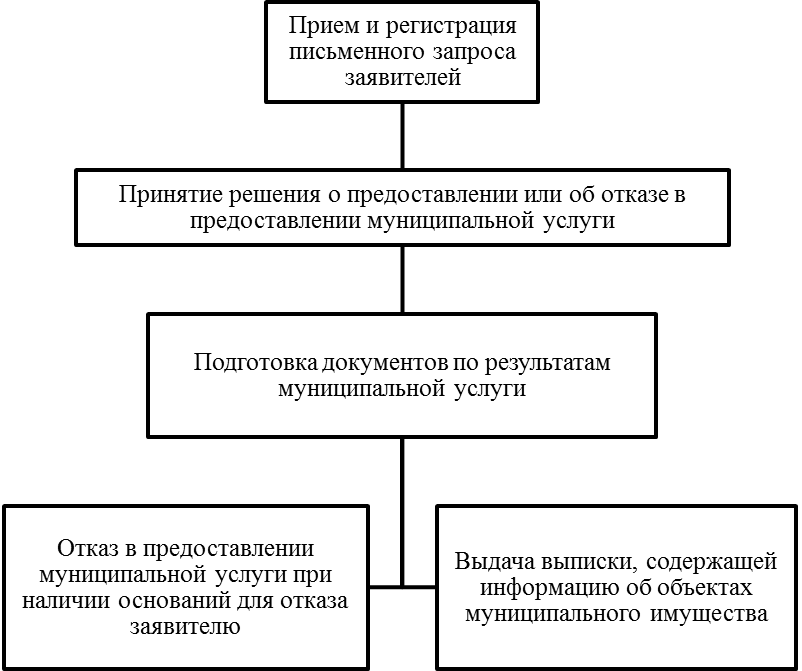 Прием и регистрация
письменного запроса
заявителей
Принятие решения о предоставлении или об отказе в
предоставлении муниципальной услуги
Подготовка документов по результатам
муниципальной услуги
Отказ в предоставлении
муниципальной услуги при
наличии оснований для отказа
заявителю
Выдача выписки, содержащей
информацию об объектах
муниципального имущества